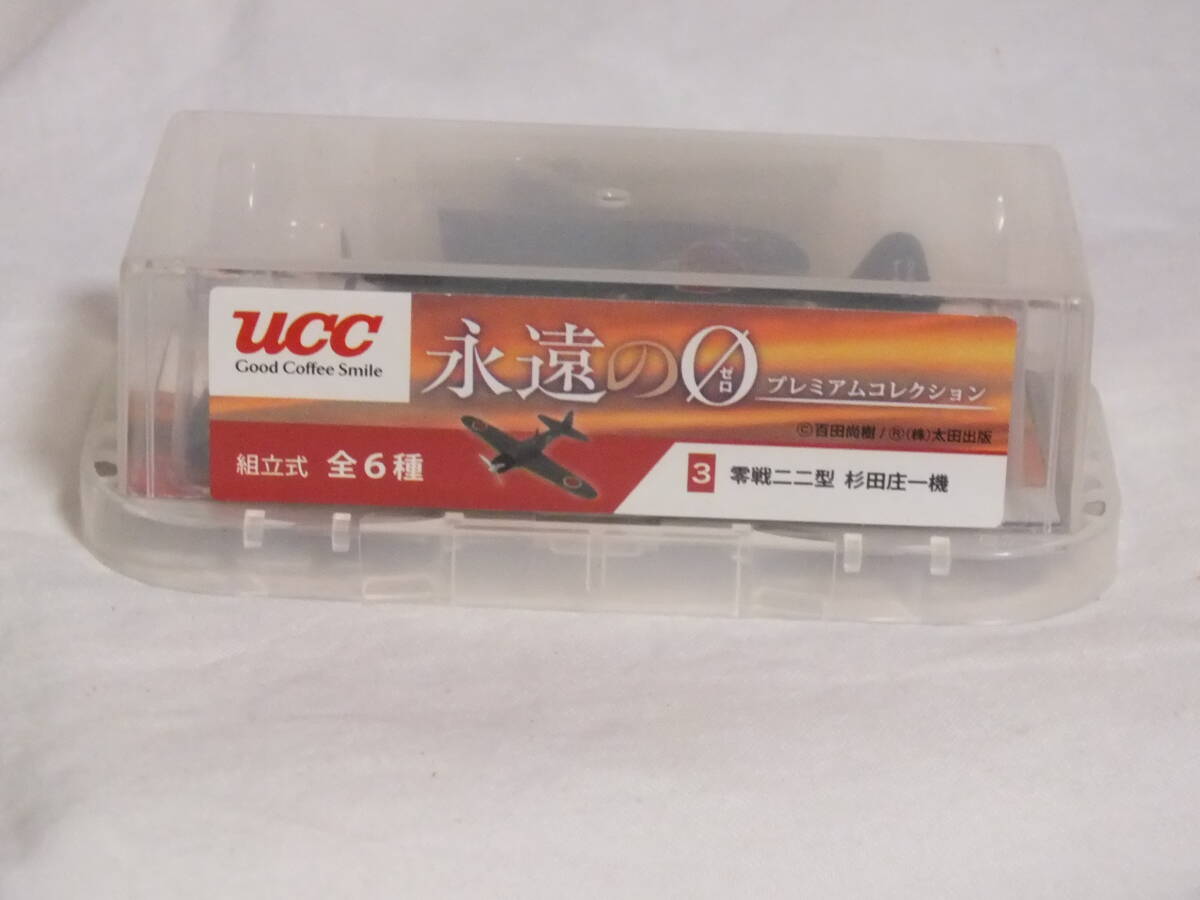 UCC
Good Coffee Smile
永遠の0
ゼロ
プレミアムコレクション
©百田尚樹/Ⓡ(株)太田出版
組立式 全6種
3 零戦二二型 杉田庄一機